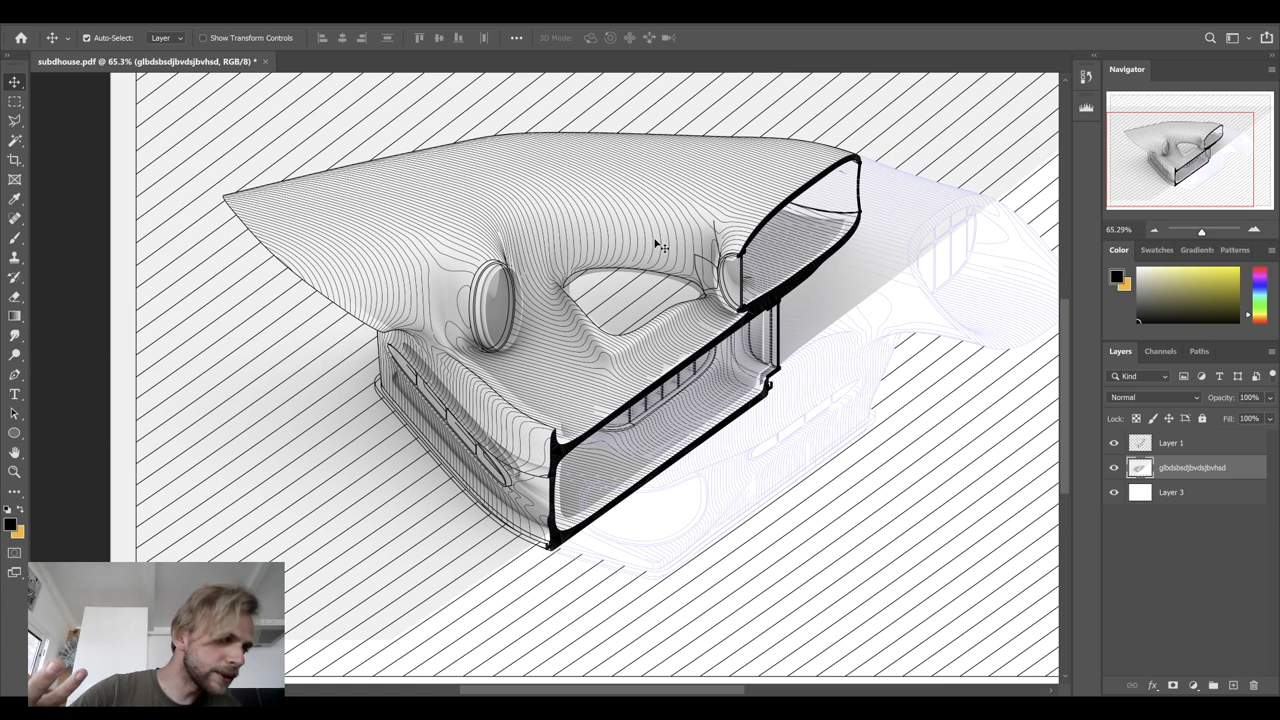 Auto-Select: Layer Show Transform Controls 3D Mode:
subdhouse.pdf @ 65.3% (glbdsbsdjbvdsjbvhsd, RGB/8) *
Navigator
65.29%
Color Swatches Gradients Patterns
Layers Channels Paths
Kind
Normal Opacity: 100%
Lock: Fill: 100%
Layer 1
glbdsbsdjbvdsjbvhsd
Layer 3